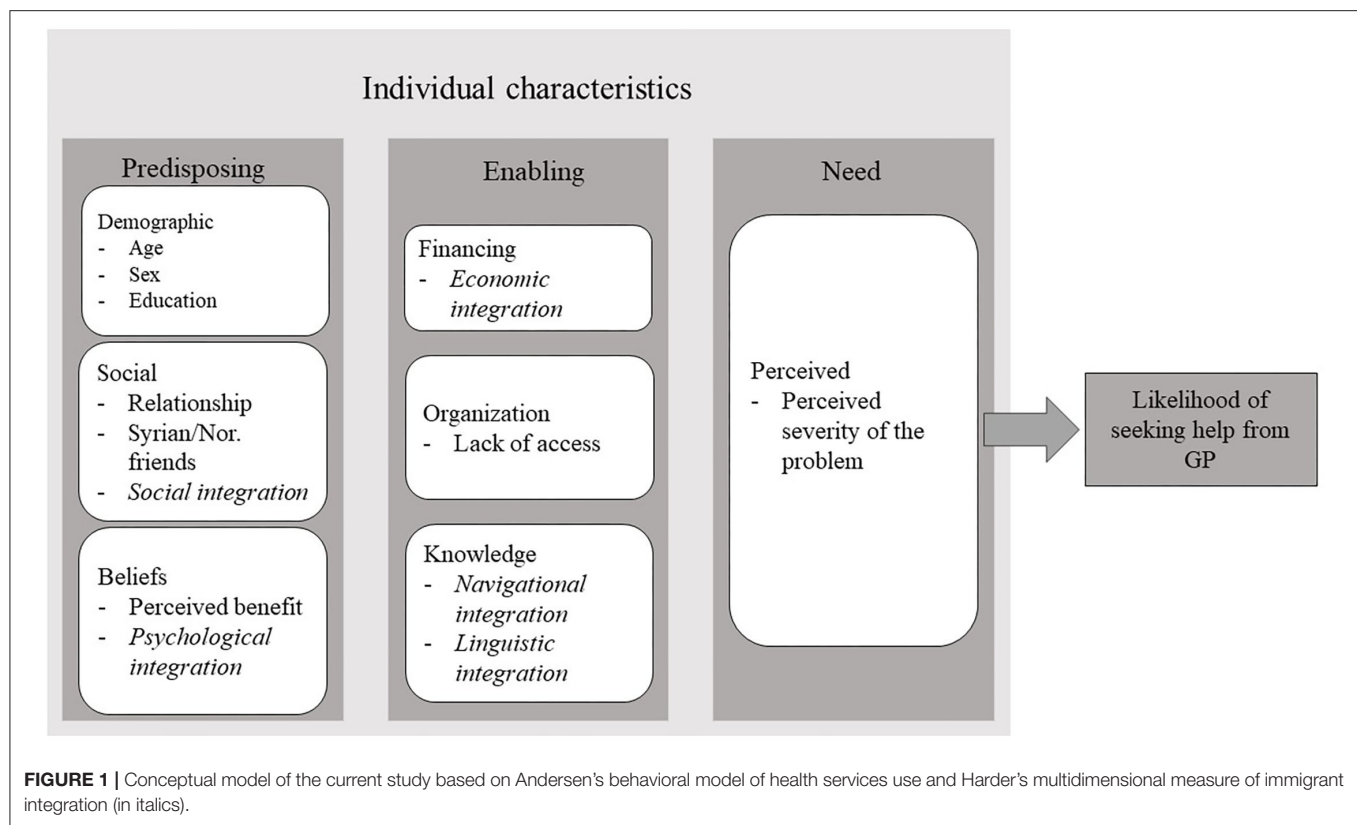 Individual characteristics
Predisposing
Demographic
- Age
- Sex
- Education
Social
- Relationship
- Syrian/Nor.
friends
- Social integration
Beliefs
- Perceived benefit
- Psychological
integration
Enabling
Financing
- Economic
integration
Organization
- Lack of access
Knowledge
- Navigational
integration
- Linguistic
integration
Need
Perceived
- Perceived
severity of the
problem
Likelihood of
seeking help from
GP
FIGURE 1 | Conceptual model of the current study based on Andersen’s behavioral model of health services use and Harder’s multidimensional measure of immigrant
integration (in italics).